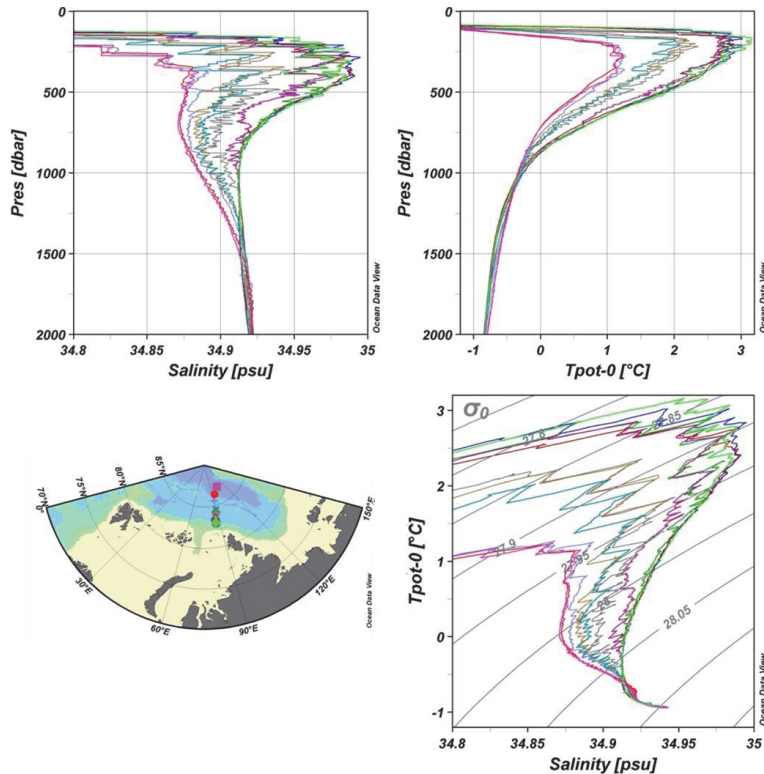 0
500
1000
1500
2000
Pres [dbar]
34.8
34.85
34.9
34.95
35
Salinity [psu]
Ocean Data View
0
500
1000
1500
2000
Pres [dbar]
-1
0
1
2
3
Tpot-0 [°C]
Ocean Data View
70°N
75°N
80°N
85°N
0°
30°E
60°E
90°E
120°E
150°E
Ocean Data View
σ0
3
2
1
0
-1
Tpot-0 [°C]
27.8
27.85
27.9
27.95
28
28.05
34.8
34.85
34.9
34.95
35
Salinity [psu]
Ocean Data View